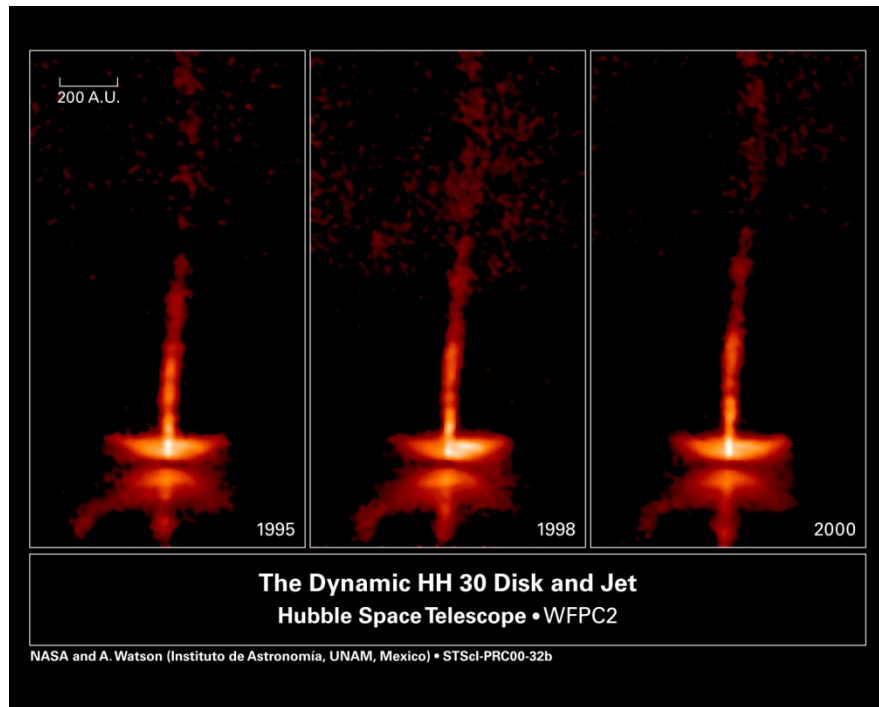 200 A.U.
1995
1998
2000
The Dynamic HH 30 Disk and Jet
Hubble Space Telescope • WFPC2
NASA and A. Watson (Instituto de Astronomía, UNAM, Mexico) • STScI-PRC00-32b